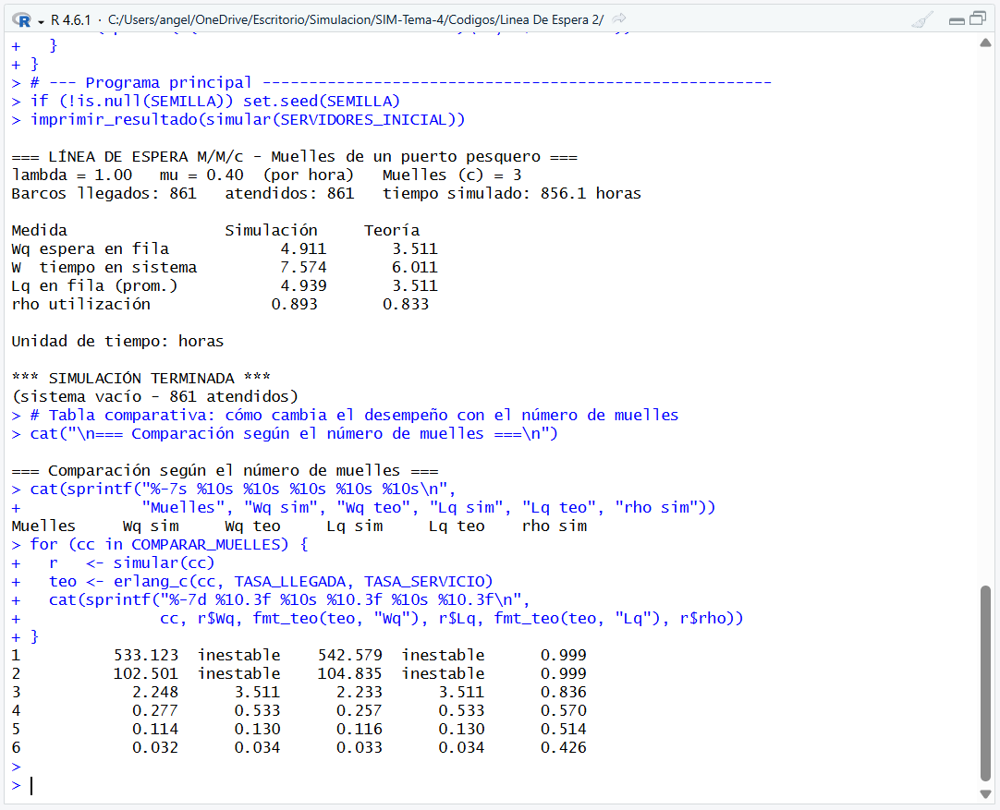 R 4.6.1 · C:/Users/angel/OneDrive/Escritorio/Simulacion/SIM-Tema-4/Codigos/Linea De Espera 2/
+   }
+ }
> # --- Programa principal -------------------------------------------------------
> if (!is.null(SEMILLA)) set.seed(SEMILLA)
> imprimir_resultado(simular(SERVIDORES_INICIAL))

=== LÍNEA DE ESPERA M/M/c - Muelles de un puerto pesquero ===
lambda = 1.00   mu = 0.40  (por hora)   Muelles (c) = 3
Barcos llegados: 861   atendidos: 861   tiempo simulado: 856.1 horas

Medida                 Simulación     Teoría
Wq espera en fila            4.911       3.511
W  tiempo en sistema         7.574       6.011
Lq en fila (prom.)           4.939       3.511
rho utilización             0.893       0.833

Unidad de tiempo: horas

*** SIMULACIÓN TERMINADA ***
(sistema vacío - 861 atendidos)
> # Tabla comparativa: cómo cambia el desempeño con el número de muelles
> cat("\n=== Comparación según el número de muelles ===\n")

=== Comparación según el número de muelles ===
> cat(sprintf("%-7s %10s %10s %10s %10s %10s\n",
+             "Muelles", "Wq sim", "Wq teo", "Lq sim", "Lq teo", "rho sim"))
Muelles     Wq sim     Wq teo     Lq sim     Lq teo    rho sim
> for (cc in COMPARAR_MUELLES) {
+   r   <- simular(cc)
+   teo <- erlang_c(cc, TASA_LLEGADA, TASA_SERVICIO)
+   cat(sprintf("%-7d %10.3f %10s %10.3f %10s %10.3f\n",
+               cc, r$Wq, fmt_teo(teo, "Wq"), r$Lq, fmt_teo(teo, "Lq"), r$rho))
+ }
1          533.123  inestable    542.579  inestable      0.999
2          102.501  inestable    104.835  inestable      0.999
3            2.248      3.511      2.233      3.511      0.836
4            0.277      0.533      0.257      0.533      0.570
5            0.114      0.130      0.116      0.130      0.514
6            0.032      0.034      0.033      0.034      0.426
>
>